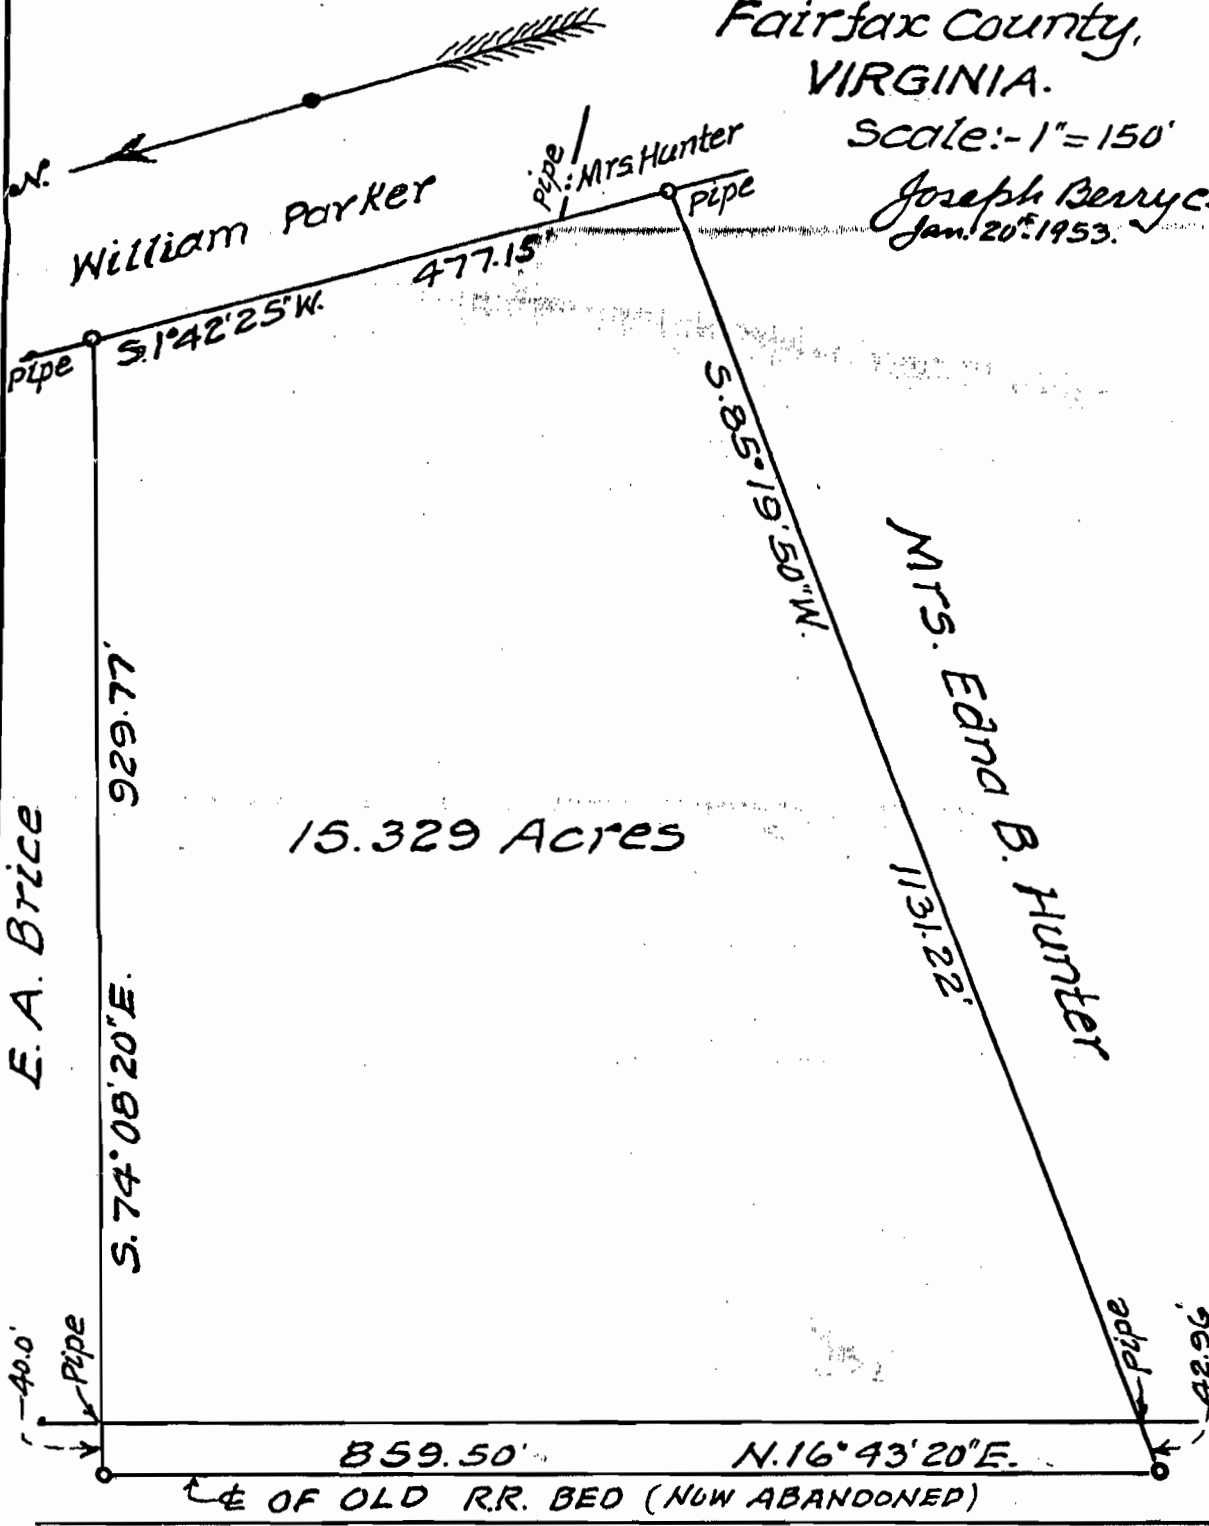 Fairfax County,
VIRGINIA.
Scale:- 1"= 150'
Joseph Berry
Jan. 20th 1953.
N.
William Parker
Pipe
Mrs. Hunter
Pipe
477.15'
S.1°42'25"W.
Pipe
S.85°19'50"W.
Mrs. Edna B. Hunter
929.77'
15.329 Acres
1131.22'
E. A. Brice
S. 74°08'20"E.
40.0'
Pipe
Pipe
42.96'
859.50'
N.16°43'20"E.
℄ OF OLD R.R. BED (NOW ABANDONED)